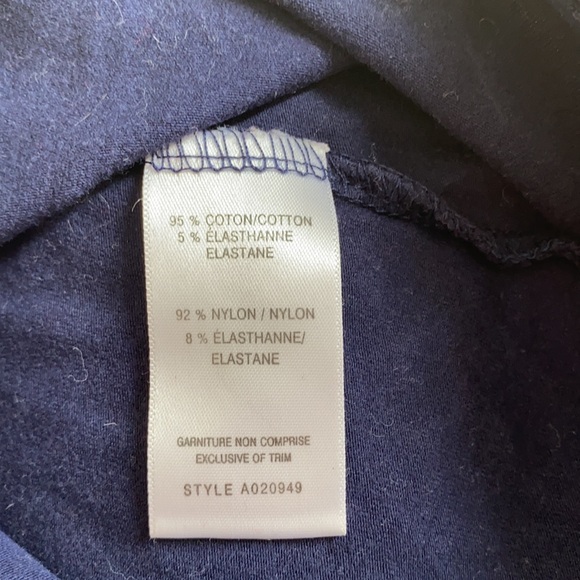 95 % COTON/COTTON
5 % ÉLASTHANNE
ELASTANE
92 % NYLON / NYLON
8 % ÉLASTHANNE/
ELASTANE
GARNITURE NON COMPRISE
EXCLUSIVE OF TRIM
STYLE A020949